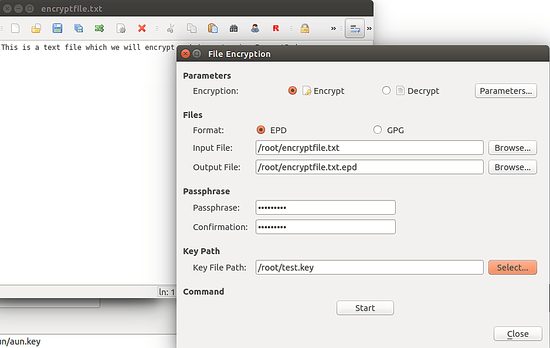 encryptfile.txt
This is a text file which we will encrypt
File Encryption
Parameters
Encryption: Encrypt Decrypt Parameters...
Files
Format: EPD GPG
Input File: /root/encryptfile.txt Browse...
Output File: /root/encryptfile.txt.epd Browse...
Passphrase
Passphrase: •••••••••
Confirmation: •••••••••
Key Path
Key File Path: /root/test.key Select...
ln: 1
Command
Start
Close
n/aun.key